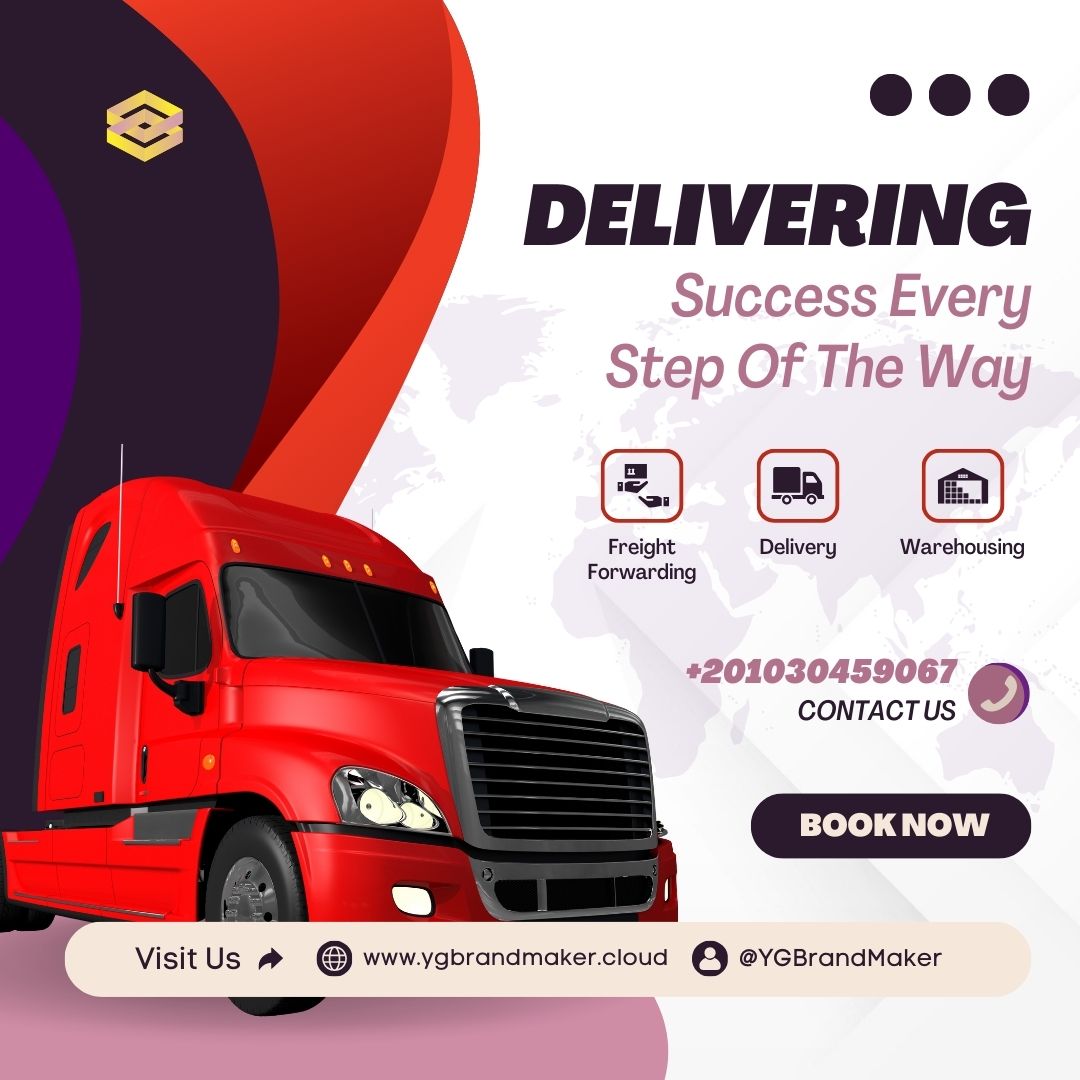 DELIVERING
Success Every
Step Of The Way
Freight
Forwarding
Delivery
Warehousing
+201030459067
CONTACT US
BOOK NOW
Visit Us
www.ygbrandmaker.cloud
@YGBrandMaker